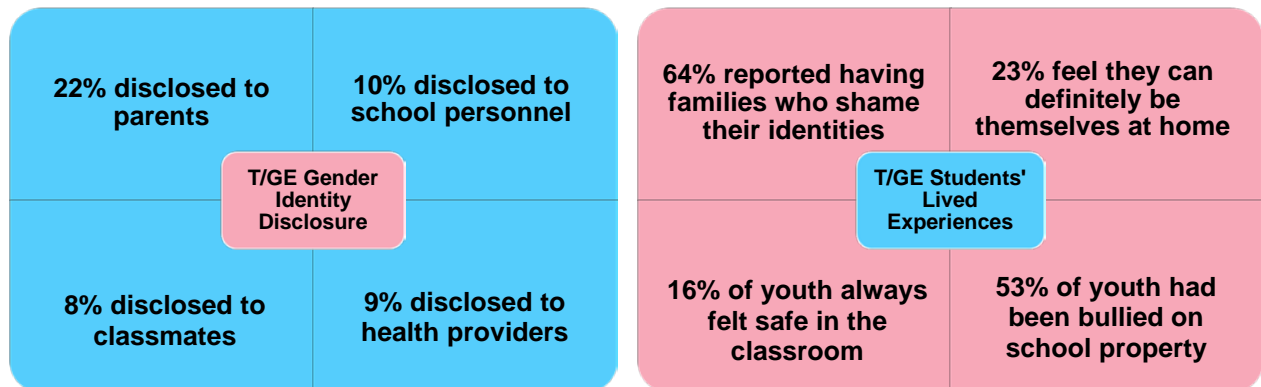 22% disclosed to
parents
10% disclosed to
school personnel
T/GE Gender
Identity
Disclosure
8% disclosed to
classmates
9% disclosed to
health providers
64% reported having
families who shame
their identities
23% feel they can
definitely be
themselves at home
T/GE Students'
Lived
Experiences
16% of youth always
felt safe in the
classroom
53% of youth had
been bullied on
school property